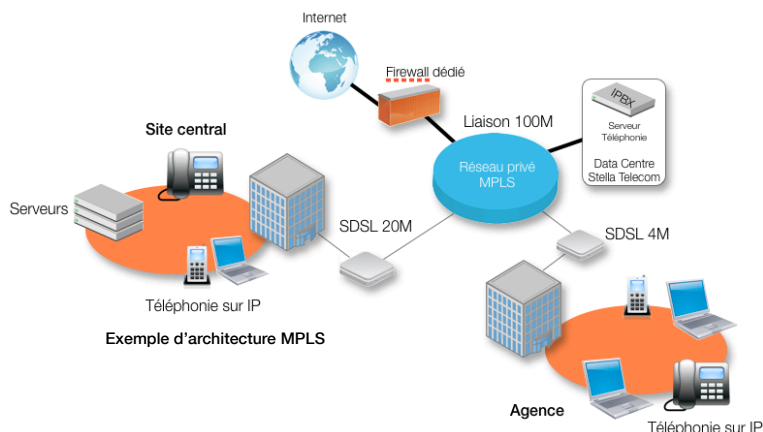 Internet
Firewall dédié
Liaison 100M
IPBX
Serveur
Téléphonie
Data Centre
Stella Telecom
Réseau privé
MPLS
Site central
Serveurs
SDSL 20M
SDSL 4M
Téléphonie sur IP
Exemple d'architecture MPLS
Agence
Téléphonie sur IP